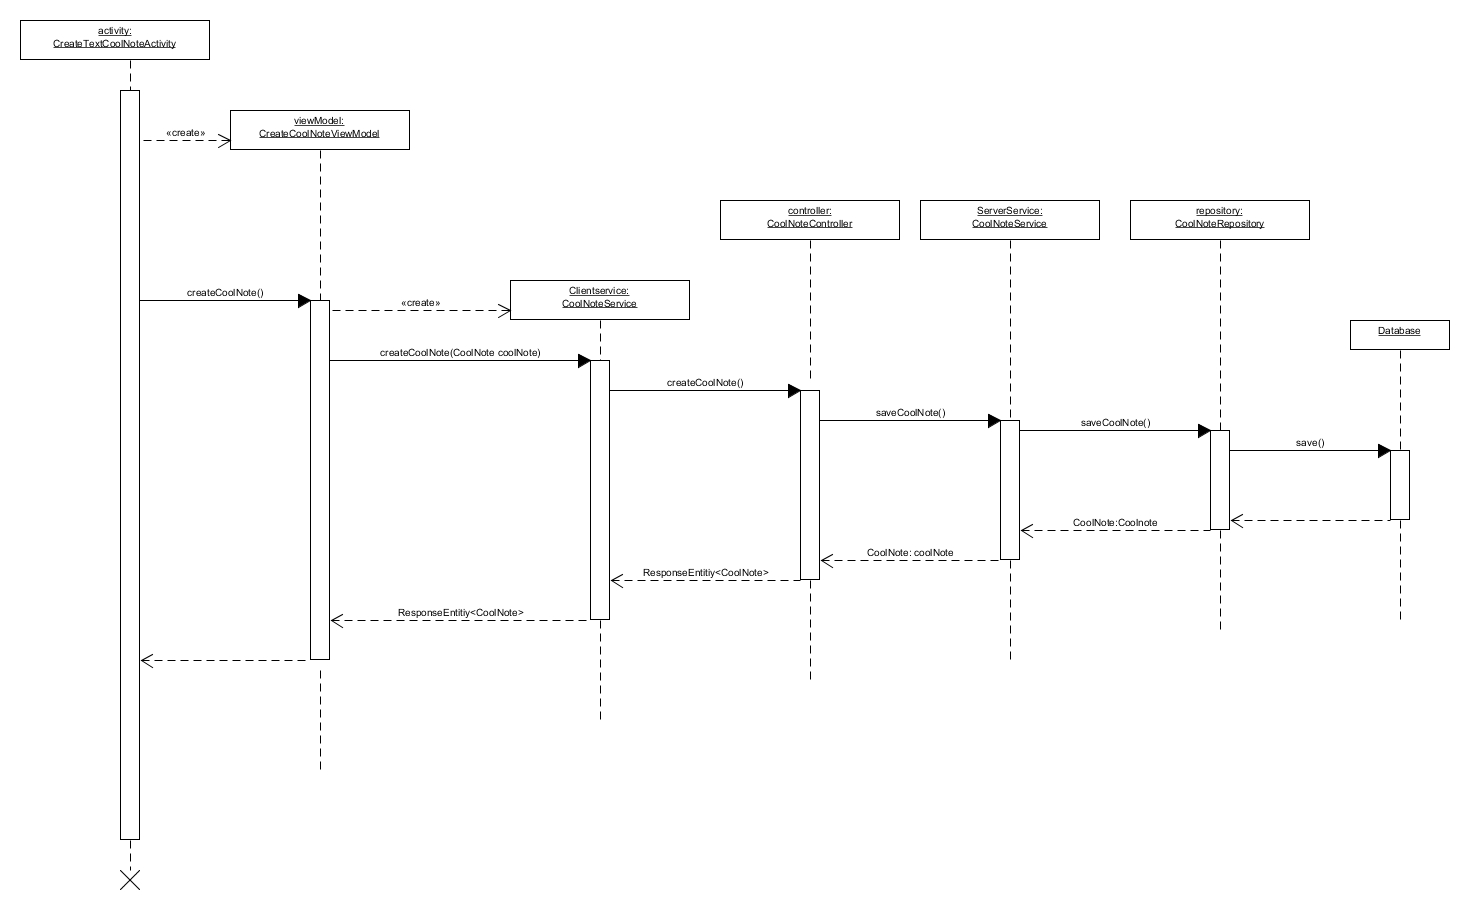 activity:
CreateTextCoolNoteActivity
viewModel:
CreateCoolNoteViewModel
«create»
controller:
CoolNoteController
ServerService:
CoolNoteService
repository:
CoolNoteRepository
createCoolNote()
«create»
Clientservice:
CoolNoteService
Database
createCoolNote(CoolNote coolNote)
createCoolNote()
saveCoolNote()
saveCoolNote()
save()
CoolNote:Coolnote
CoolNote: coolNote
ResponseEntitiy<CoolNote>
ResponseEntitiy<CoolNote>